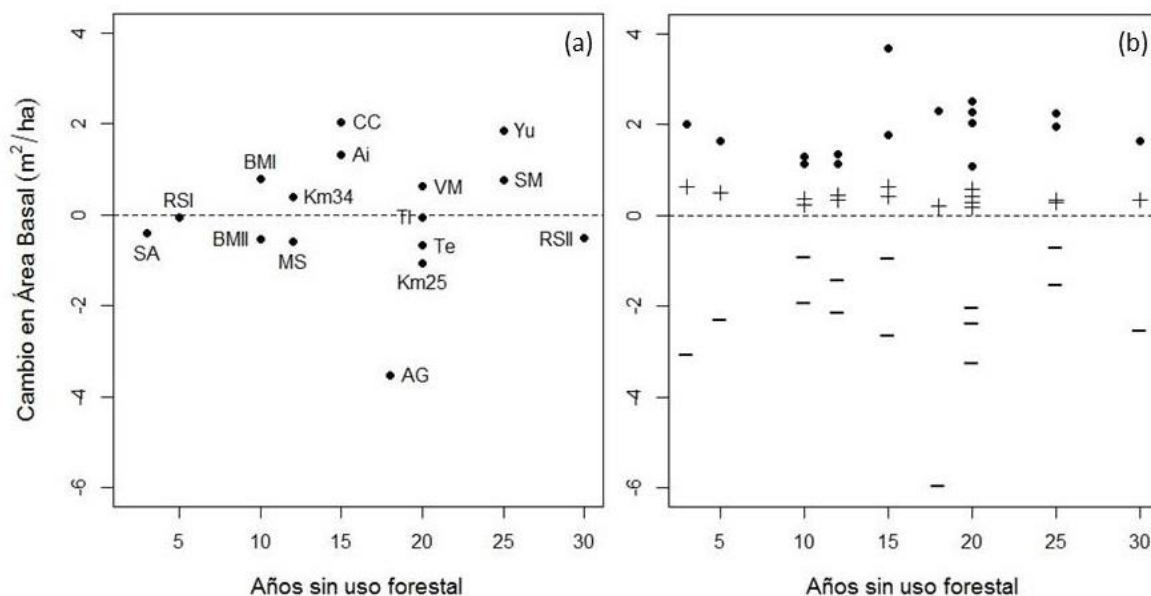 (a)
Cambio en Área Basal (m²/ha)
4
2
0
-2
-4
-6
CC
Ai
Yu
BMI
SM
Km34
VM
RSI
TI
SA
BMII
MS
Te
RSII
Km25
AG
5 10 15 20 25 30
Años sin uso forestal
(b)
4
2
0
-2
-4
-6
5 10 15 20 25 30
Años sin uso forestal